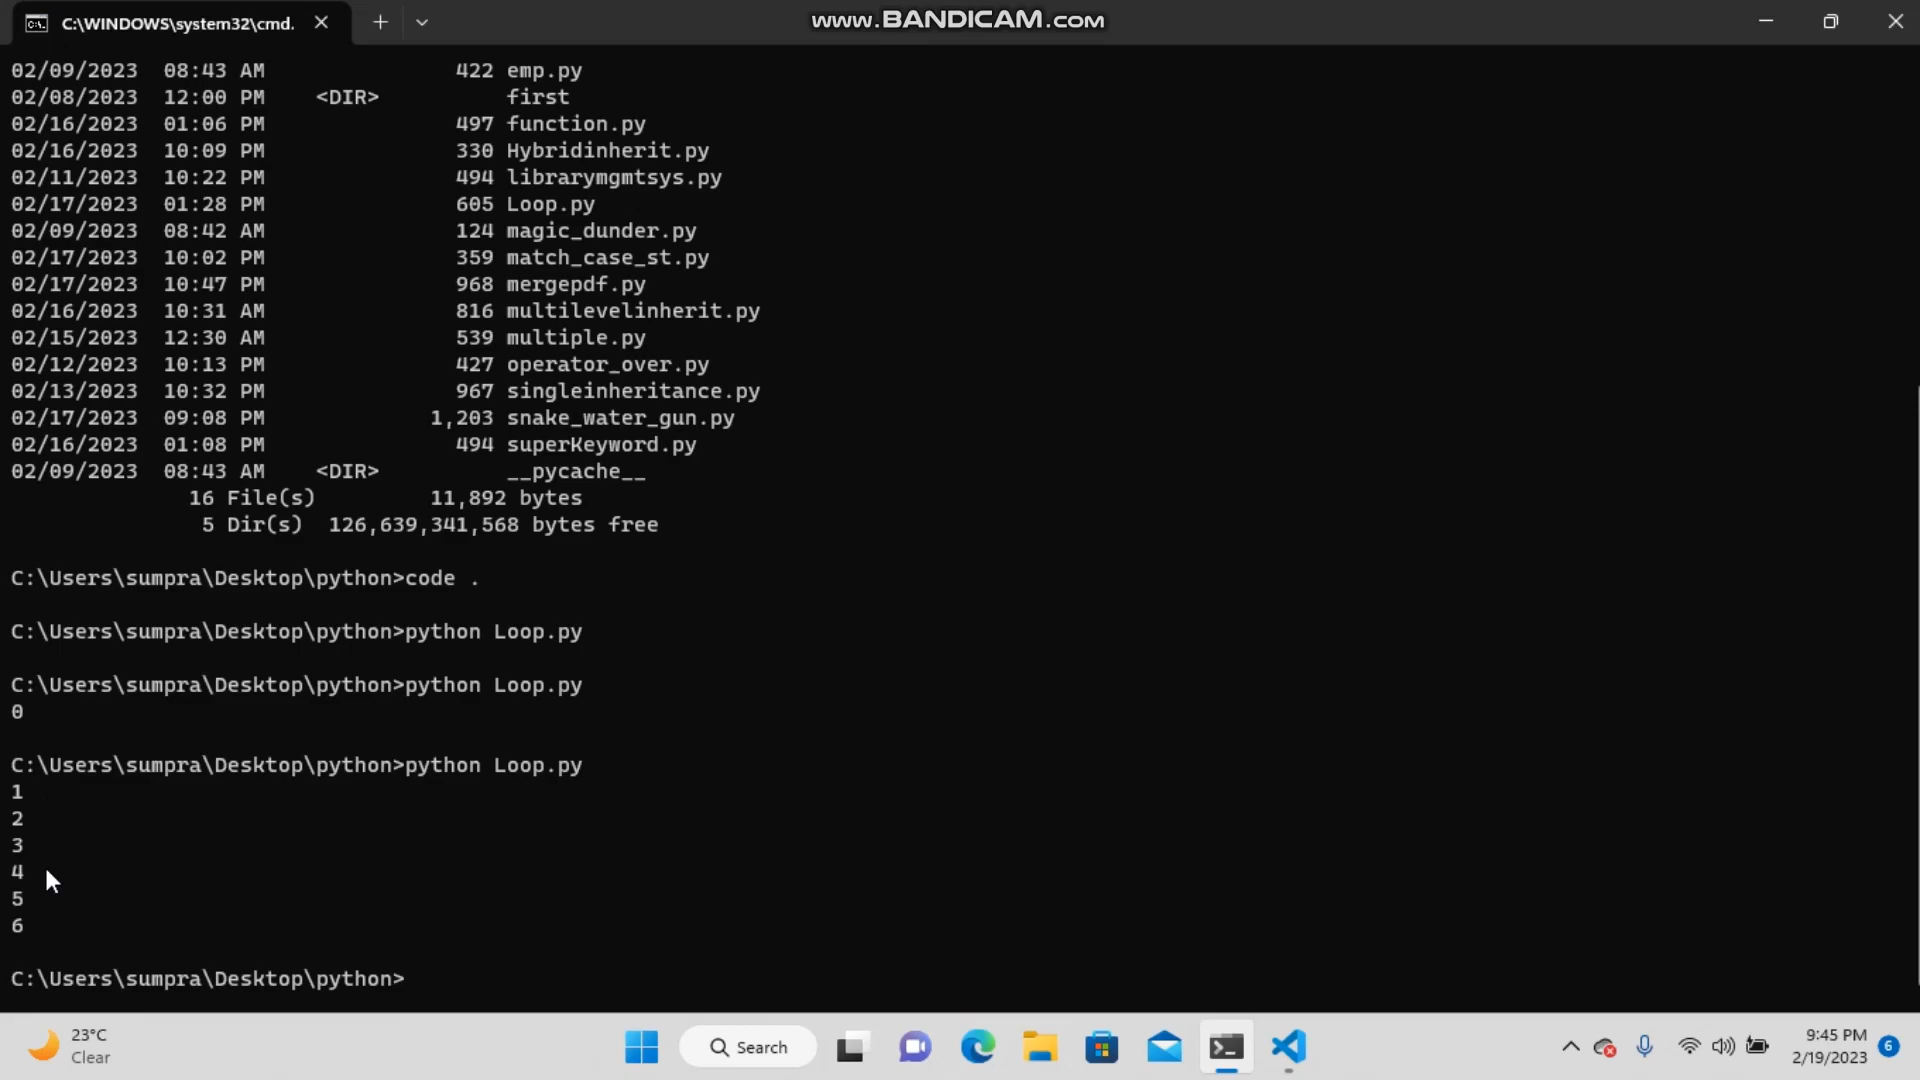 C:\WINDOWS\system32\cmd.
www.BANDICAM.com
02/09/2023  08:43 AM               422 emp.py
02/08/2023  12:00 PM    <DIR>          first
02/16/2023  01:06 PM               497 function.py
02/16/2023  10:09 PM               330 Hybridinherit.py
02/11/2023  10:22 PM               494 librarymgmtsys.py
02/17/2023  01:28 PM               605 Loop.py
02/09/2023  08:42 AM               124 magic_dunder.py
02/17/2023  10:02 PM               359 match_case_st.py
02/17/2023  10:47 PM               968 mergepdf.py
02/16/2023  10:31 AM               816 multilevelinherit.py
02/15/2023  12:30 AM               539 multiple.py
02/12/2023  10:13 PM               427 operator_over.py
02/13/2023  10:32 PM               967 singleinheritance.py
02/17/2023  09:08 PM             1,203 snake_water_gun.py
02/16/2023  01:08 PM               494 superKeyword.py
02/09/2023  08:43 AM    <DIR>          __pycache__
16 File(s)         11,892 bytes
5 Dir(s)  126,639,341,568 bytes free
C:\Users\sumpra\Desktop\python>code .
C:\Users\sumpra\Desktop\python>python Loop.py
C:\Users\sumpra\Desktop\python>python Loop.py
0
C:\Users\sumpra\Desktop\python>python Loop.py
1
2
3
4
5
6
C:\Users\sumpra\Desktop\python>
23°C
Clear
Search
9:45 PM
2/19/2023
6